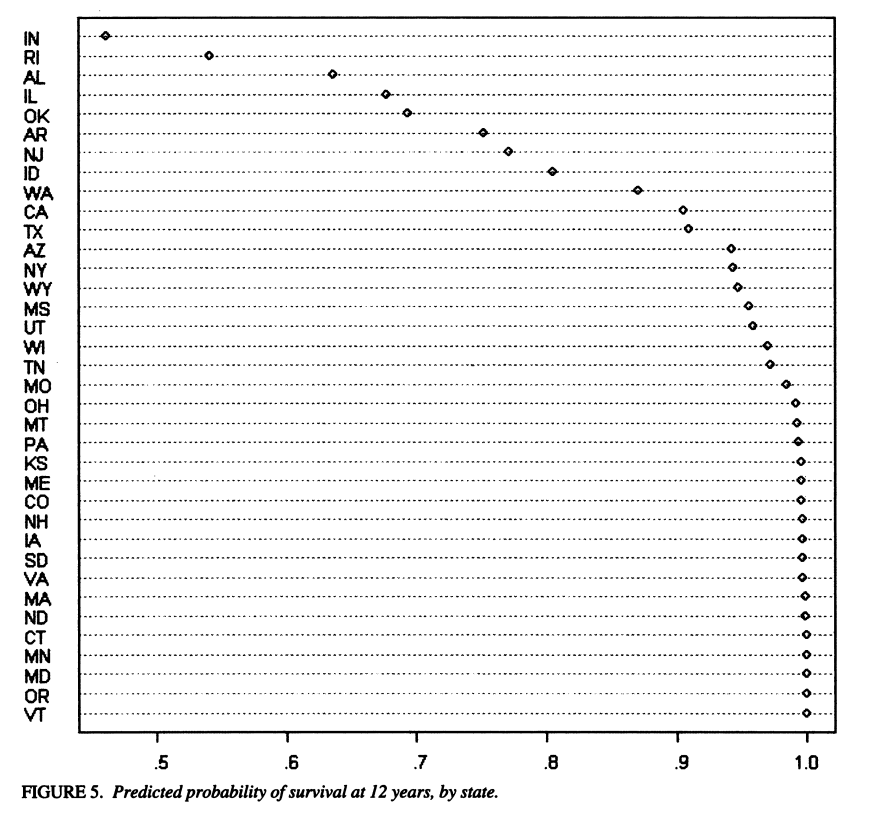 IN
RI
AL
IL
OK
AR
NJ
ID
WA
CA
TX
AZ
NY
WY
MS
UT
WI
TN
MO
OH
MT
PA
KS
ME
CO
NH
IA
SD
VA
MA
ND
CT
MN
MD
OR
VT
.5 .6 .7 .8 .9 1.0
FIGURE 5. Predicted probability of survival at 12 years, by state.